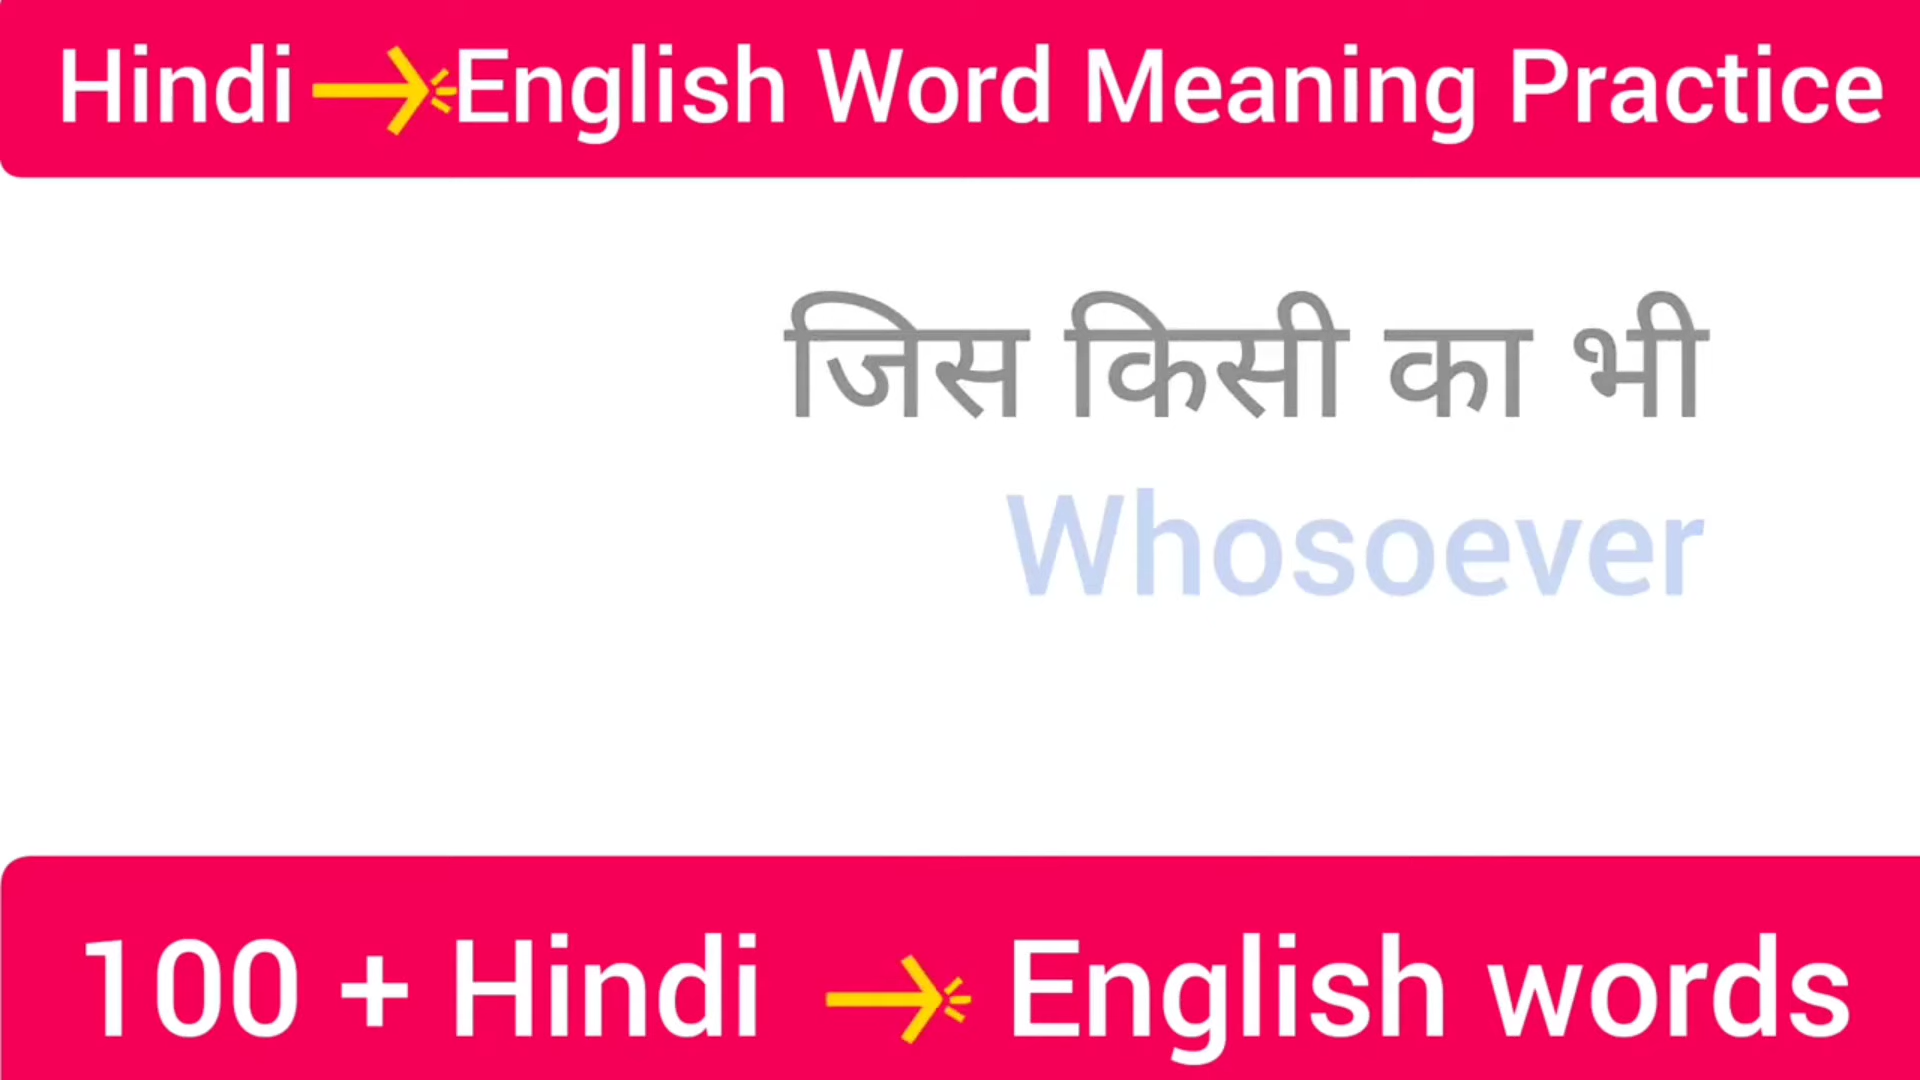 Hindi → English Word Meaning Practice
जिस किसी का भी
Whosoever
100 + Hindi → English words